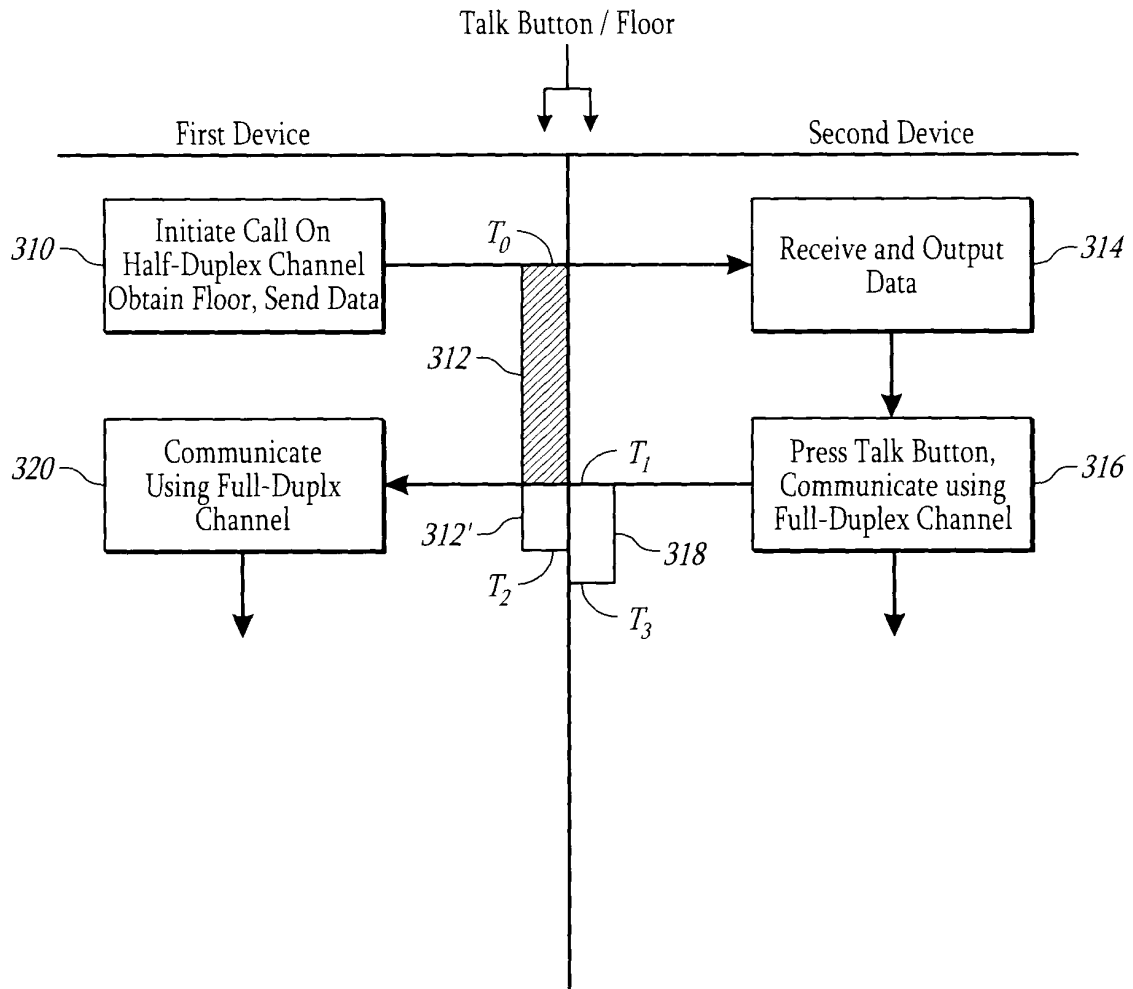 Talk Button / Floor
First Device
Second Device
310
Initiate Call On
Half-Duplex Channel
Obtain Floor, Send Data
T0
Receive and Output
Data
314
312
320
Communicate
Using Full-Duplx
Channel
T1
Press Talk Button,
Communicate using
Full-Duplex Channel
316
312'
318
T2
T3